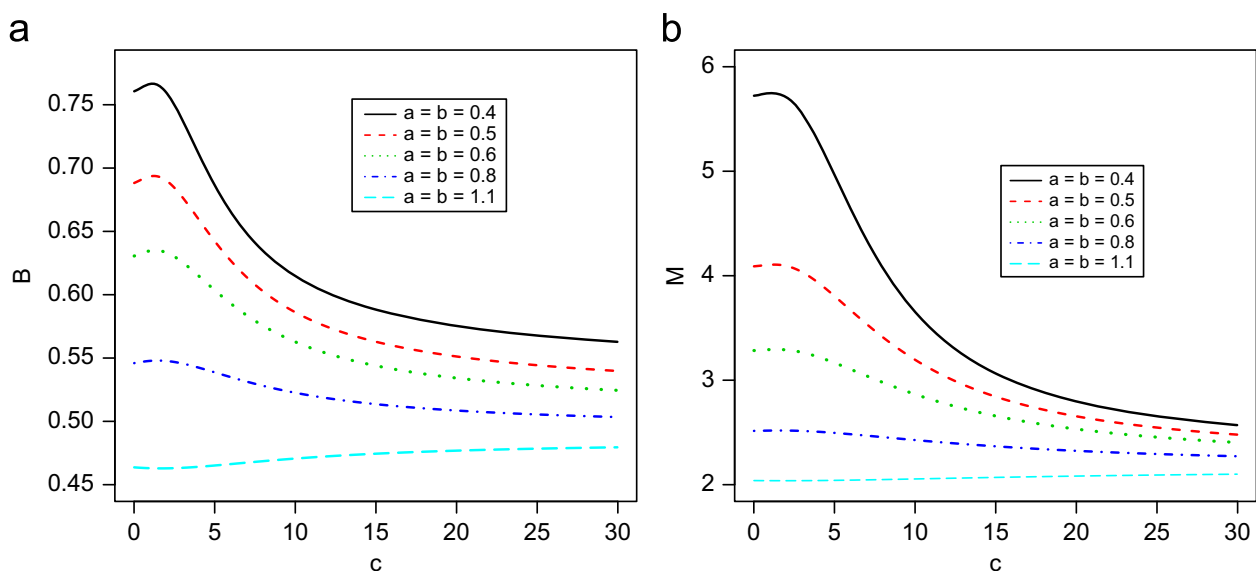 a
0.75
0.70
0.65
0.60
0.55
0.50
0.45
B
a = b = 0.4
a = b = 0.5
a = b = 0.6
a = b = 0.8
a = b = 1.1
0 5 10 15 20 25 30
c
b
6
5
4
3
2
M
a = b = 0.4
a = b = 0.5
a = b = 0.6
a = b = 0.8
a = b = 1.1
0 5 10 15 20 25 30
c